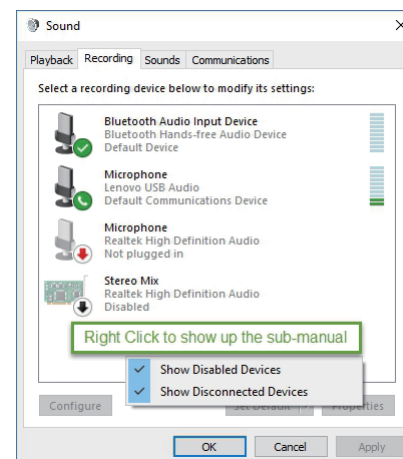 Sound
Playback Recording Sounds Communications
Select a recording device below to modify its settings:
Bluetooth Audio Input Device
Bluetooth Hands-free Audio Device
Default Device
Microphone
Lenovo USB Audio
Default Communications Device
Microphone
Realtek High Definition Audio
Not plugged in
Stereo Mix
Realtek High Definition Audio
Disabled
Right Click to show up the sub-manual
Show Disabled Devices
Show Disconnected Devices
Configure Set Default Properties
OK Cancel Apply